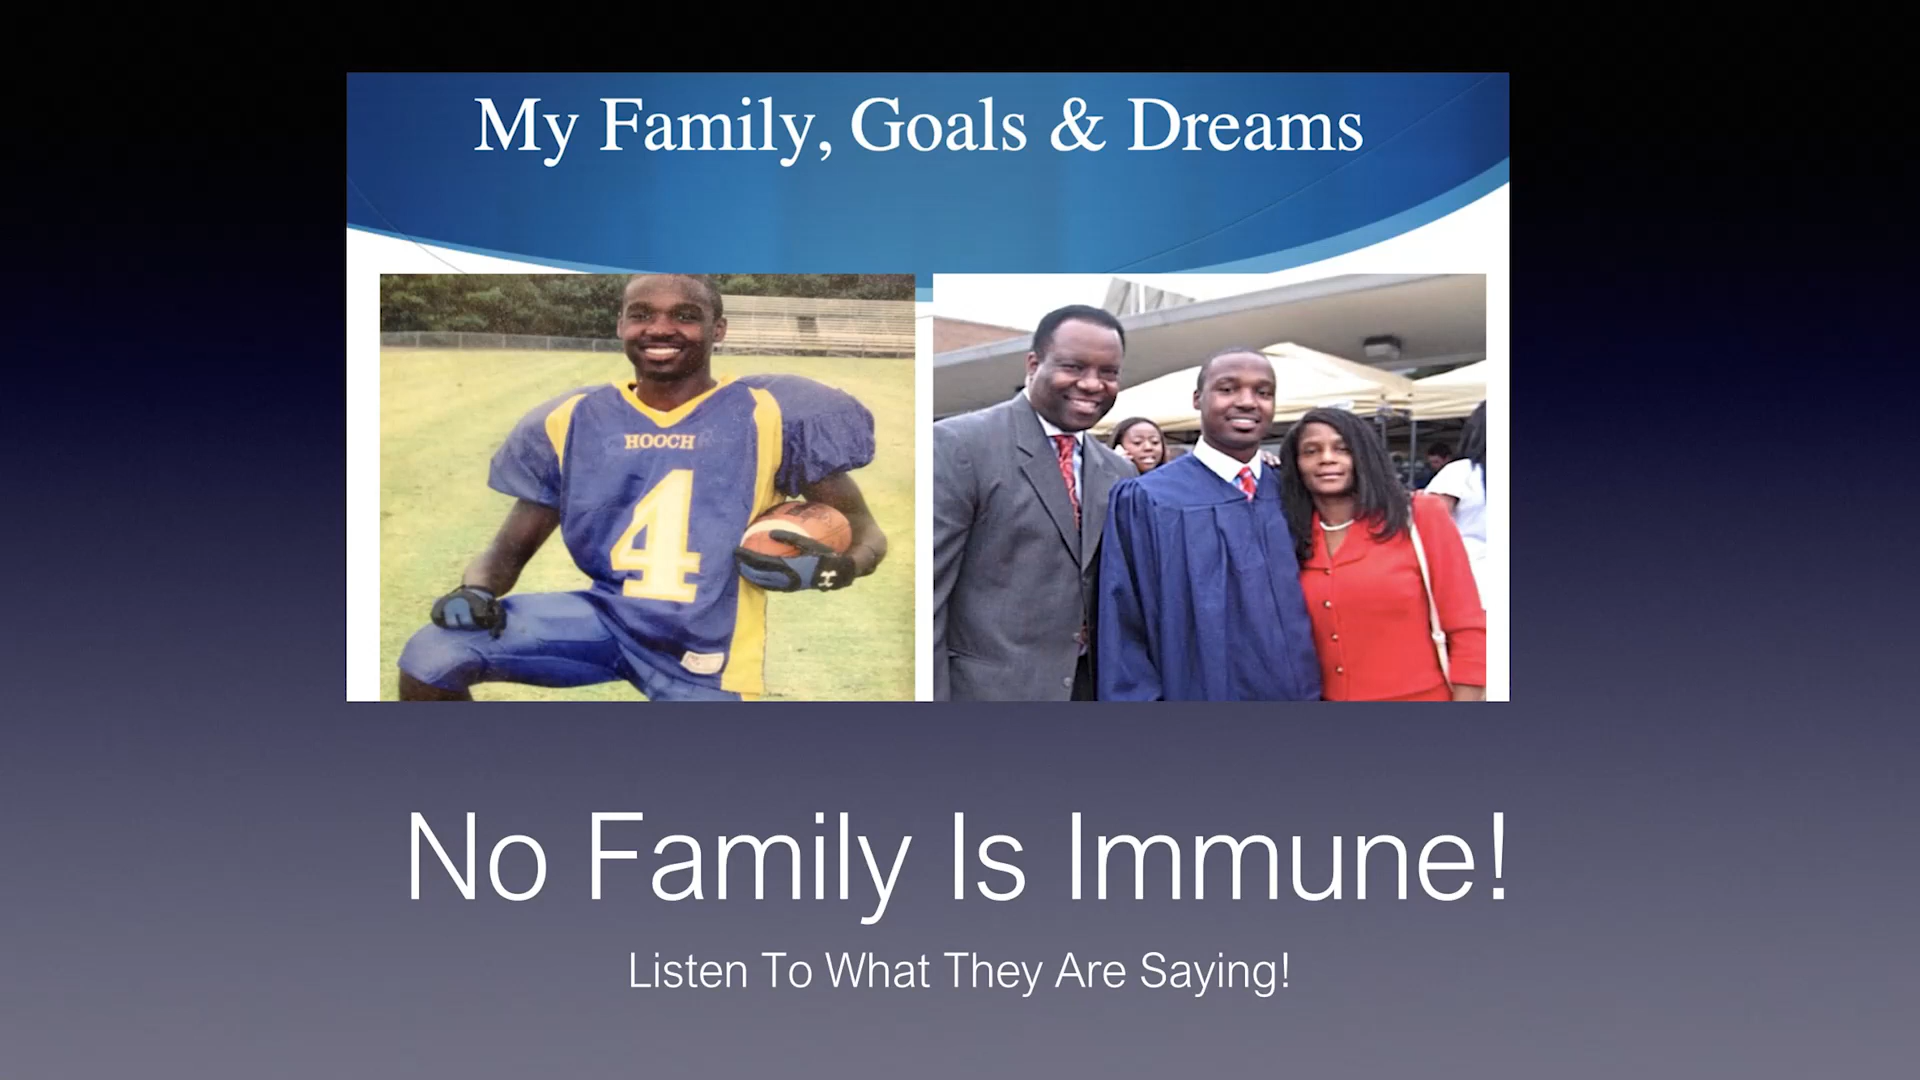 My Family, Goals & Dreams
HOOCH
4
No Family Is Immune!
Listen To What They Are Saying!